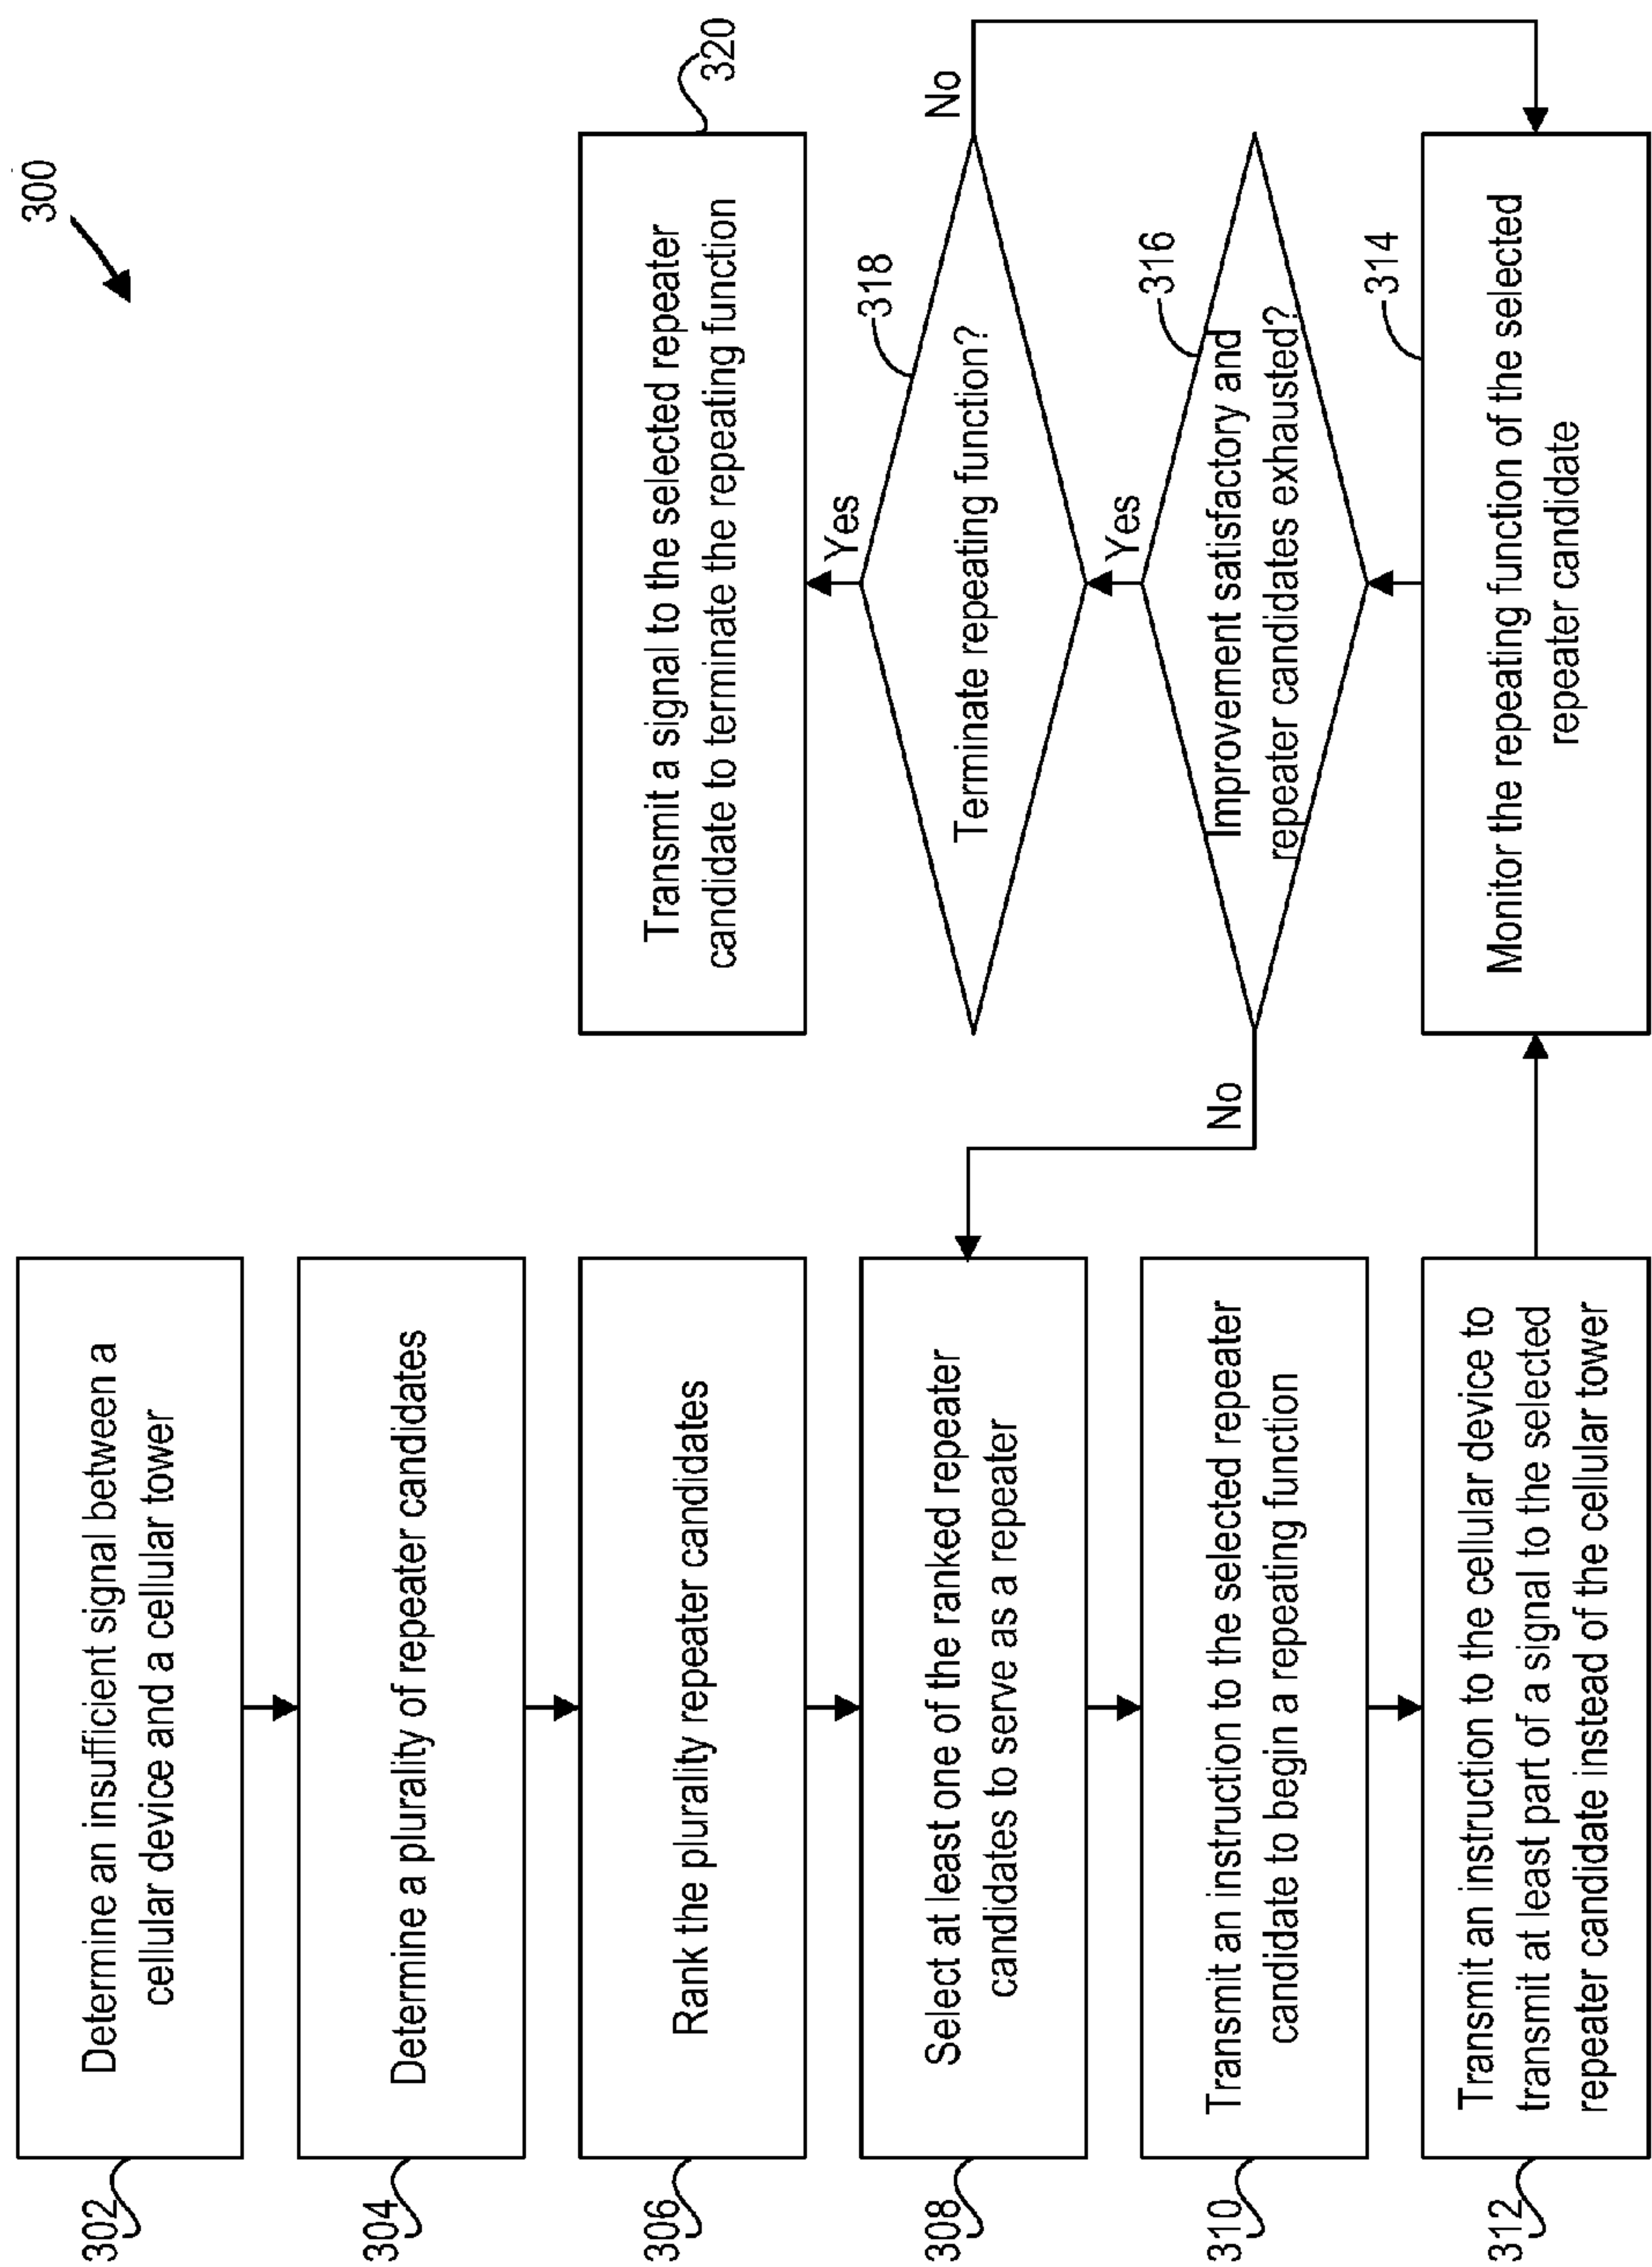 300
302
Determine an insufficient signal between a
cellular device and a cellular tower
304
Determine a plurality of repeater candidates
306
Rank the plurality repeater candidates
308
Select at least one of the ranked repeater
candidates to serve as a repeater
310
Transmit an instruction to the selected repeater
candidate to begin a repeating function
312
Transmit an instruction to the cellular device to
transmit at least part of a signal to the selected
repeater candidate instead of the cellular tower
320
Transmit a signal to the selected repeater
candidate to terminate the repeating function
Yes
318
Terminate repeating function?
No
Yes
316
Improvement satisfactory and
repeater candidates exhausted?
No
314
Monitor the repeating function of the selected
repeater candidate